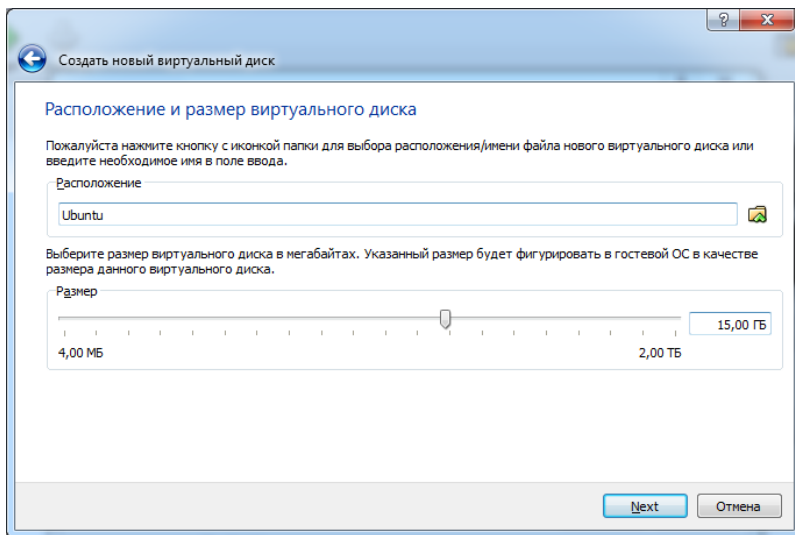 ?
X
Создать новый виртуальный диск
Расположение и размер виртуального диска
Пожалуйста нажмите кнопку с иконкой папки для выбора расположения/имени файла нового виртуального диска или
введите необходимое имя в поле ввода.
Расположение
Ubuntu
Выберите размер виртуального диска в мегабайтах. Указанный размер будет фигурировать в гостевой ОС в качестве
размера данного виртуального диска.
Размер
15,00 ГБ
4,00 МБ 2,00 ТБ
Next Отмена